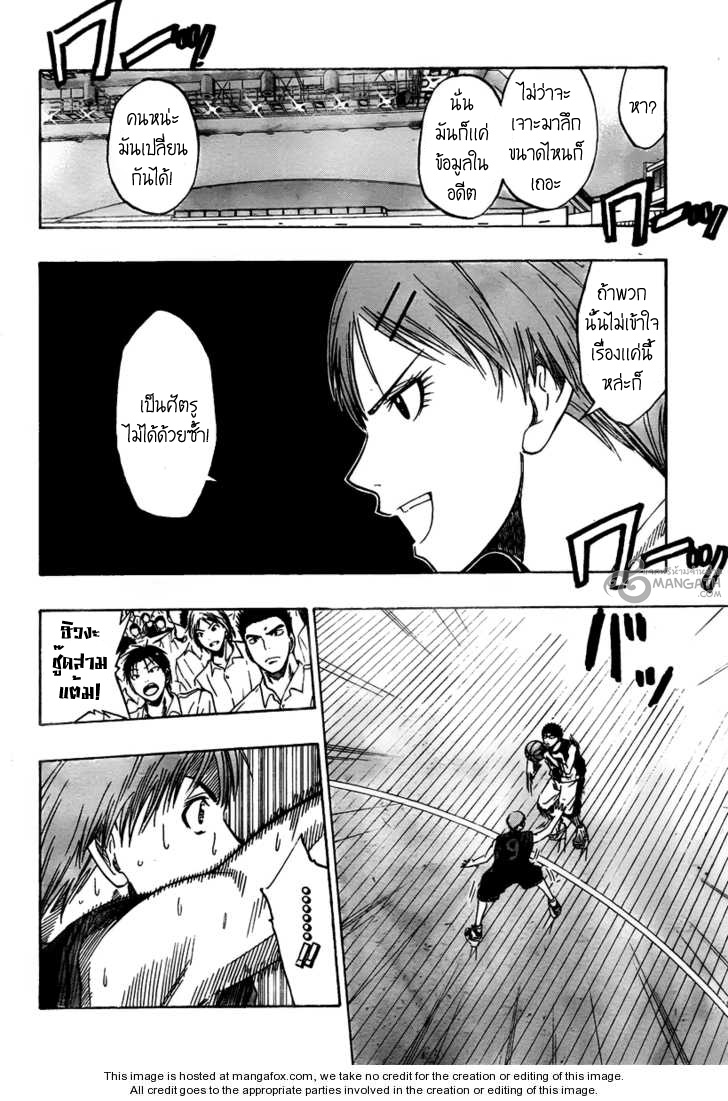 หา?
ไม่ว่าจะ
เจาะมาลึก
ขนาดไหนก็
เถอะ
นั่น
มันก็แค่
ข้อมูลใน
อดีต
คนหน่ะ
มันเปลี่ยน
กันได้!
ถ้าพวก
นั้นไม่เข้าใจ
เรื่องแค่นี้
หล่ะก็
เป็นศัตรู
ไม่ได้ด้วยซ้ำ!
MANGATH
.COM
ฮิวงะ
ชู๊ตสาม
แต้ม!
9
This image is hosted at mangafox.com, we take no credit for the creation or editing of this image.
All credit goes to the appropriate parties involved in the creation or editing of this image.